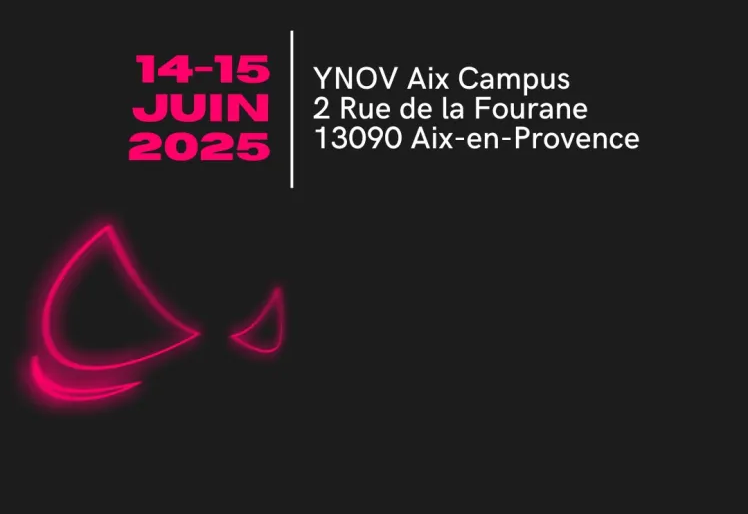 14-15
JUIN
2025
YNOV Aix Campus
2 Rue de la Fourane
13090 Aix-en-Provence